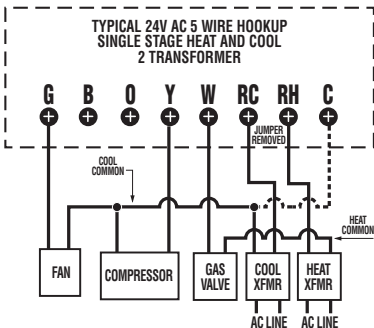 TYPICAL 24V AC 5 WIRE HOOKUP
SINGLE STAGE HEAT AND COOL
2 TRANSFORMER
G B O Y W RC RH C
JUMPER
REMOVED
COOL
COMMON
HEAT
COMMON
FAN
COMPRESSOR
GAS
VALVE
COOL
XFMR
HEAT
XFMR
AC LINE AC LINE